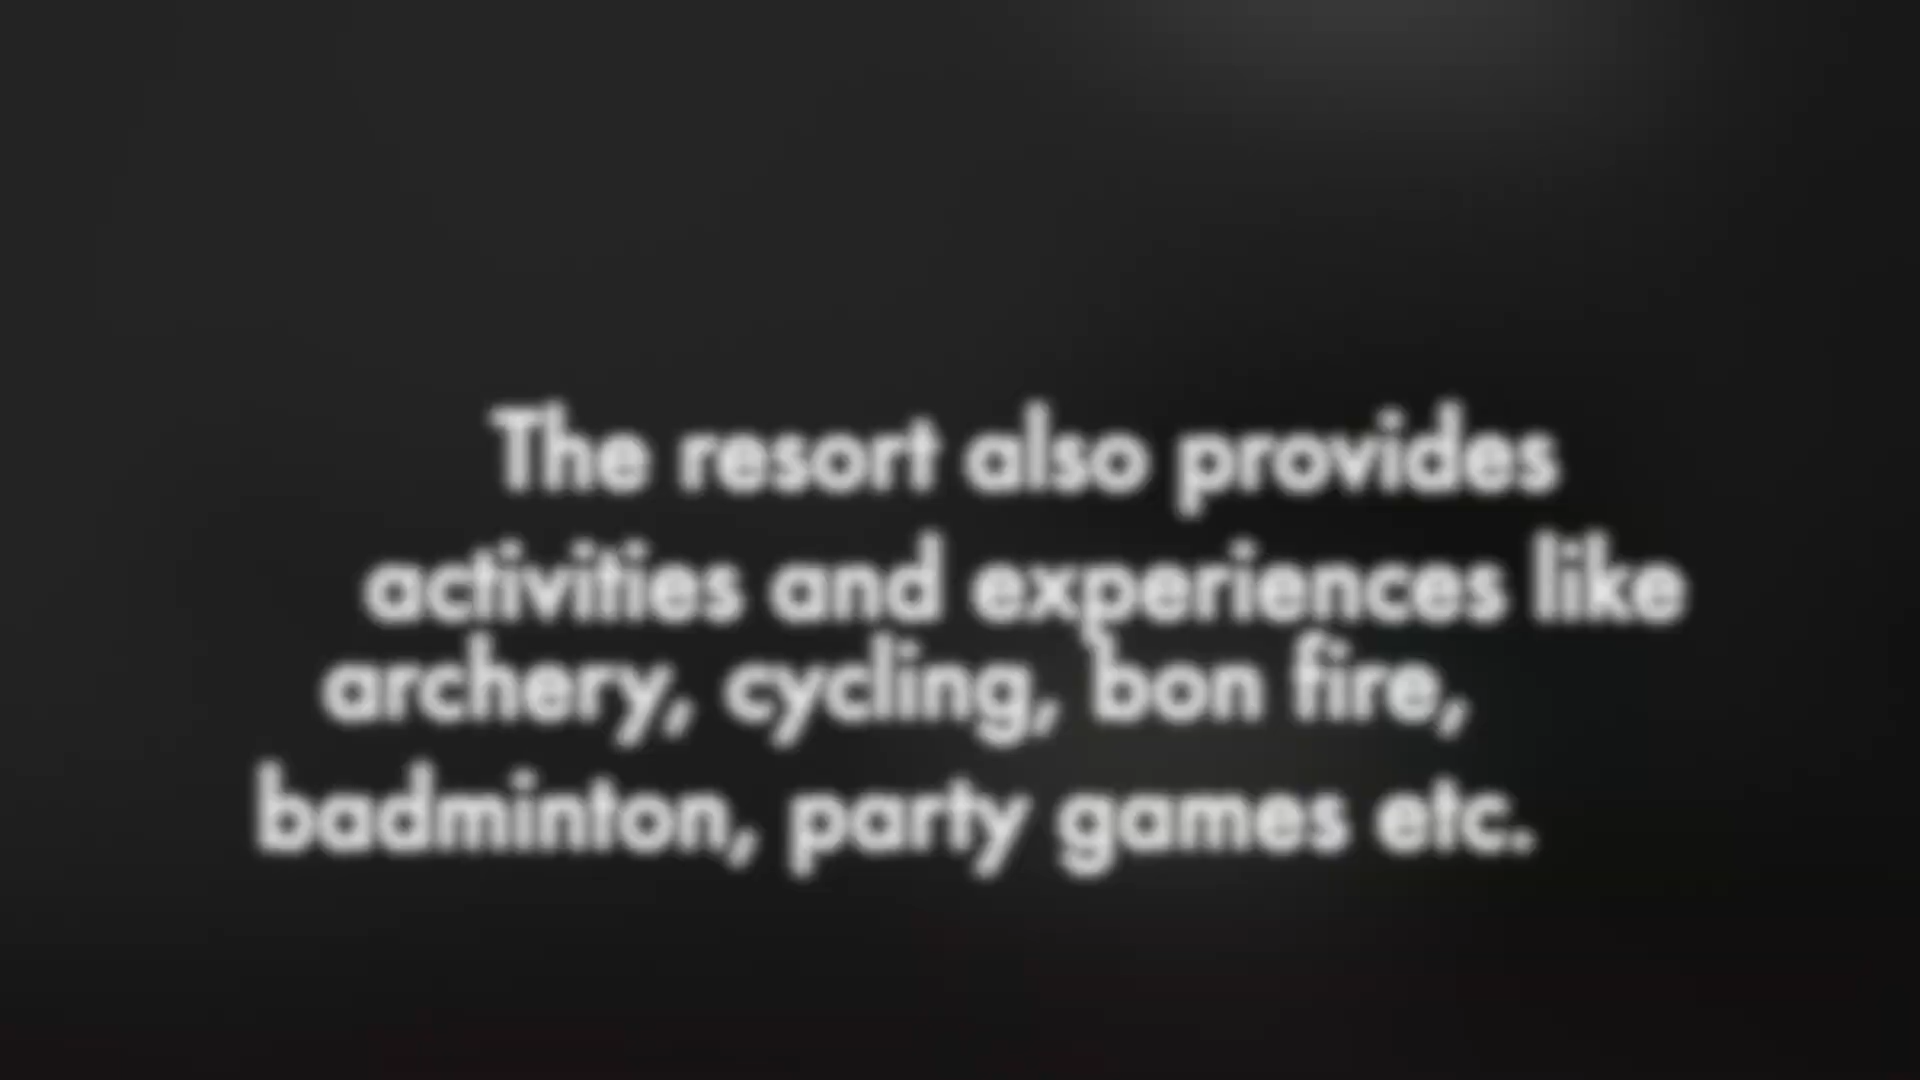 The resort also provides
activities and experiences like
archery, cycling, bon fire,
badminton, party games etc.